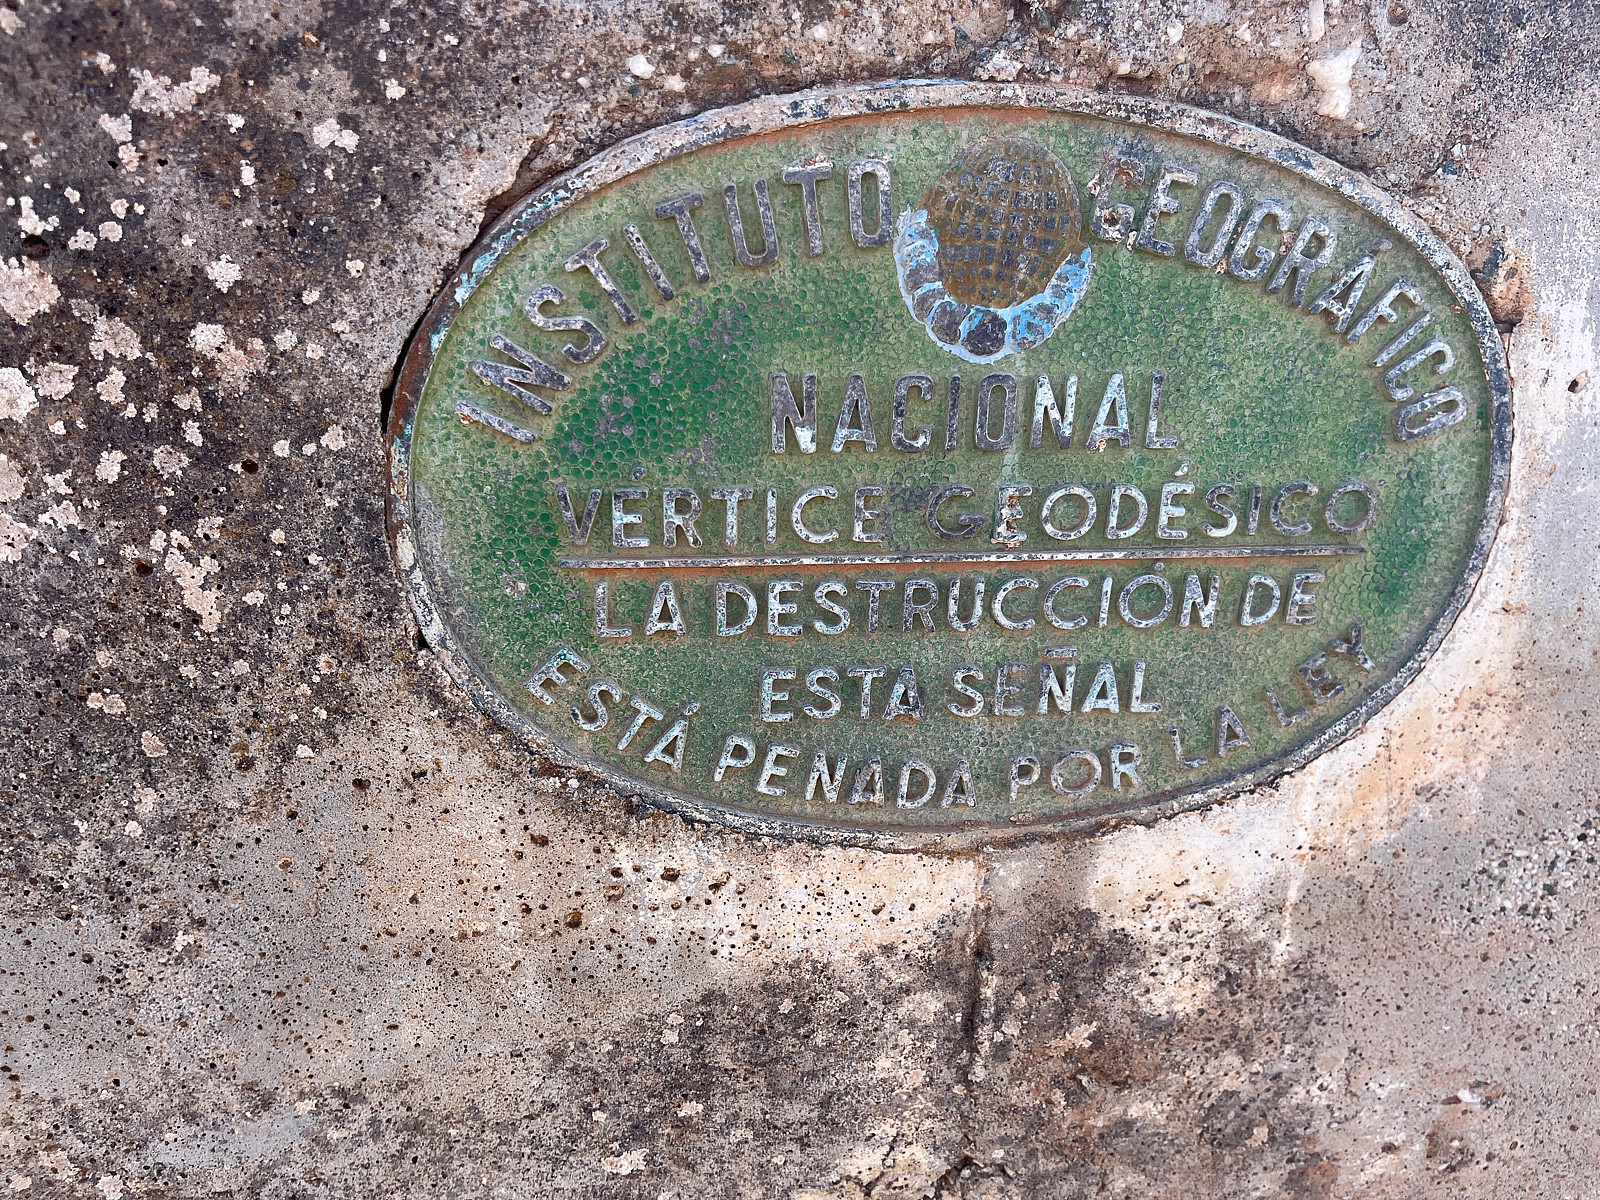 INSTITUTO GEOGRÁFICO
NACIONAL
VÉRTICE GEODÉSICO
LA DESTRUCCIÓN DE
ESTA SEÑAL
ESTÁ PENADA POR LA LEY